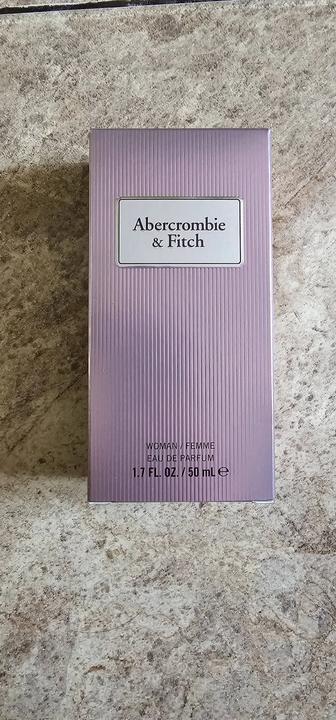 Abercrombie
& Fitch
WOMAN / FEMME
EAU DE PARFUM
1.7 FL. OZ. / 50 mL ℮